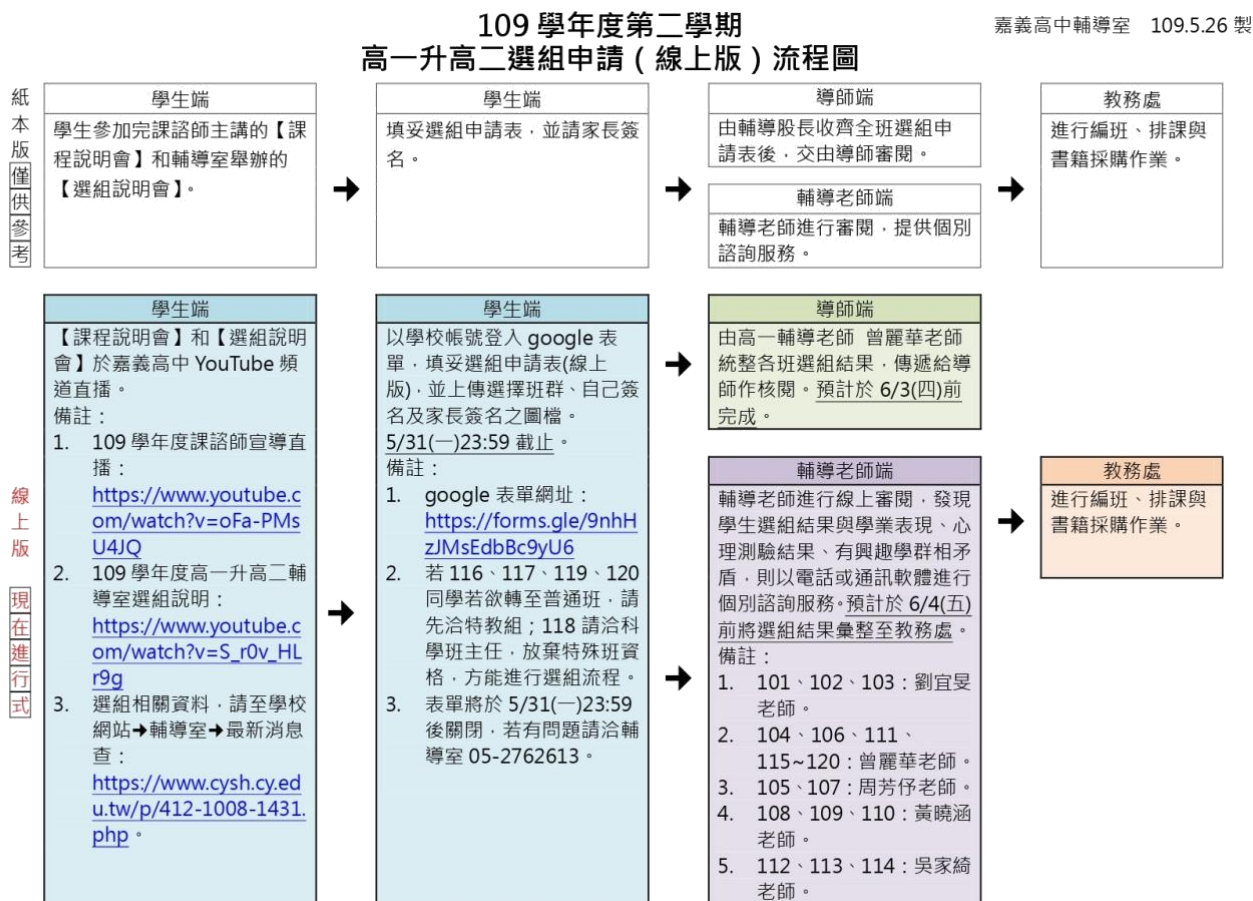 109 學年度第二學期
高一升高二選組申請（線上版）流程圖
嘉義高中輔導室　109.5.26 製
紙本版僅供參考
學生端
學生參加完課諮師主講的【課
程說明會】和輔導室舉辦的
【選組說明會】。
學生端
填妥選組申請表，並請家長簽
名。
導師端
由輔導股長收齊全班選組申
請表後，交由導師審閱。
輔導老師端
輔導老師進行審閱，提供個別
諮詢服務。
教務處
進行編班、排課與
書籍採購作業。
線上版 現在進行式
學生端
【課程說明會】和【選組說明
會】於嘉義高中 YouTube 頻
道直播。
備註：
1. 109 學年度課諮師宣導直
播：
https://www.youtube.c
om/watch?v=oFa-PMs
U4JQ
2. 109 學年度高一升高二輔
導室選組說明：
https://www.youtube.c
om/watch?v=S_r0v_HL
r9g
3. 選組相關資料，請至學校
網站→輔導室→最新消息
查：
https://www.cysh.cy.ed
u.tw/p/412-1008-1431.
php。
學生端
以學校帳號登入 google 表
單，填妥選組申請表(線上
版)，並上傳選擇班群、自己簽
名及家長簽名之圖檔。
5/31(一)23:59 截止。
備註：
1. google 表單網址：
https://forms.gle/9nhH
zJMsEdbBc9yU6
2. 若 116、117、119、120
同學若欲轉至普通班，請
先洽特教組；118 請洽科
學班主任，放棄特殊班資
格，方能進行選組流程。
3. 表單將於 5/31(一)23:59
後關閉，若有問題請洽輔
導室 05-2762613。
導師端
由高一輔導老師 曾麗華老師
統整各班選組結果，傳遞給導
師作核閱。預計於 6/3(四)前
完成。
輔導老師端
輔導老師進行線上審閱，發現
學生選組結果與學業表現、心
理測驗結果、有興趣學群相矛
盾，則以電話或通訊軟體進行
個別諮詢服務。預計於 6/4(五)
前將選組結果彙整至教務處。
備註：
1. 101、102、103：劉宜旻
老師。
2. 104、106、111、
115~120：曾麗華老師。
3. 105、107：周芳伃老師。
4. 108、109、110：黃曉涵
老師。
5. 112、113、114：吳家綺
老師。
教務處
進行編班、排課與
書籍採購作業。